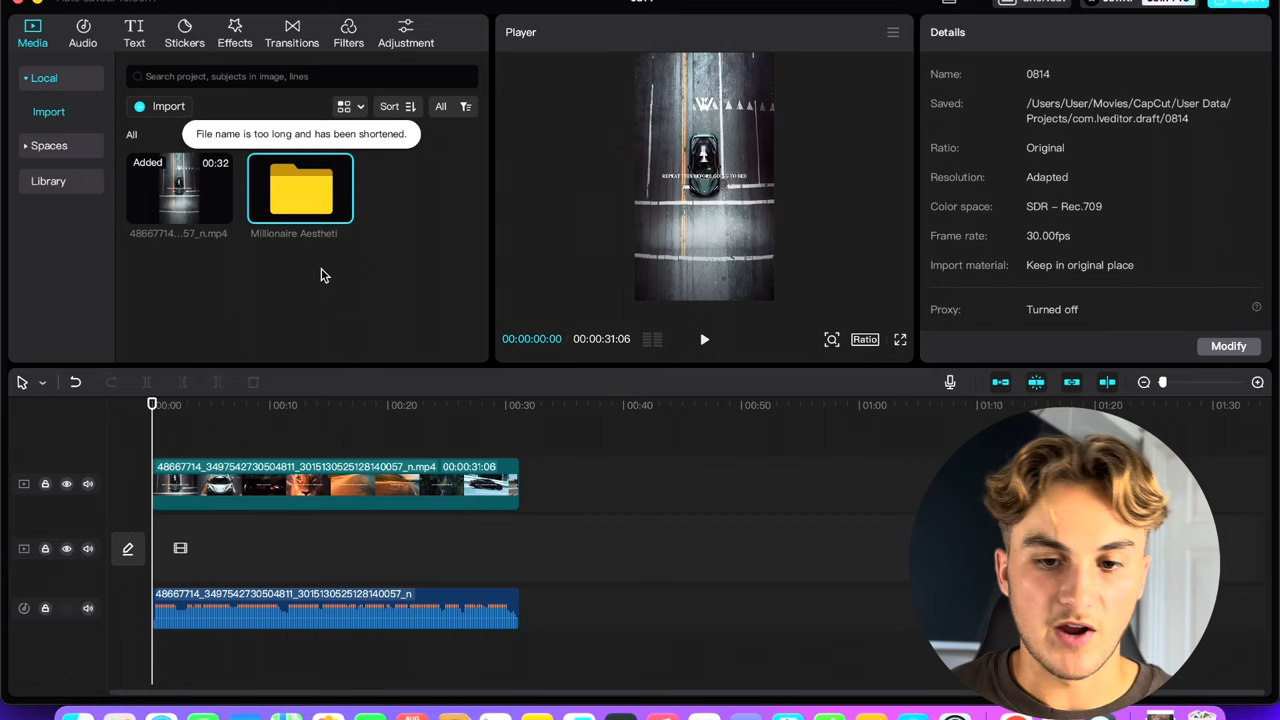 Media
Audio
Text
Stickers
Effects
Transitions
Filters
Adjustment
Local
Import
Spaces
Library
Search project, subjects in image, lines
Import
Sort
All
All
File name is too long and has been shortened.
Added
00:32
48667714...57_n.mp4
Millionaire Aestheti
Player
REPEAT THIS BEFORE GOING TO BED
00:00:00:00
00:00:31:06
Ratio
Details
Name:
0814
Saved:
/Users/User/Movies/CapCut/User Data/
Projects/com.lveditor.draft/0814
Ratio:
Original
Resolution:
Adapted
Color space:
SDR – Rec.709
Frame rate:
30.00fps
Import material:
Keep in original place
Proxy:
Turned off
Modify
00:00
00:10
00:20
00:30
00:40
00:50
01:00
01:10
01:20
01:30
48667714_3497542730504811_3015130525128140057_n.mp4 00:00:31:06
48667714_3497542730504811_3015130525128140057_n